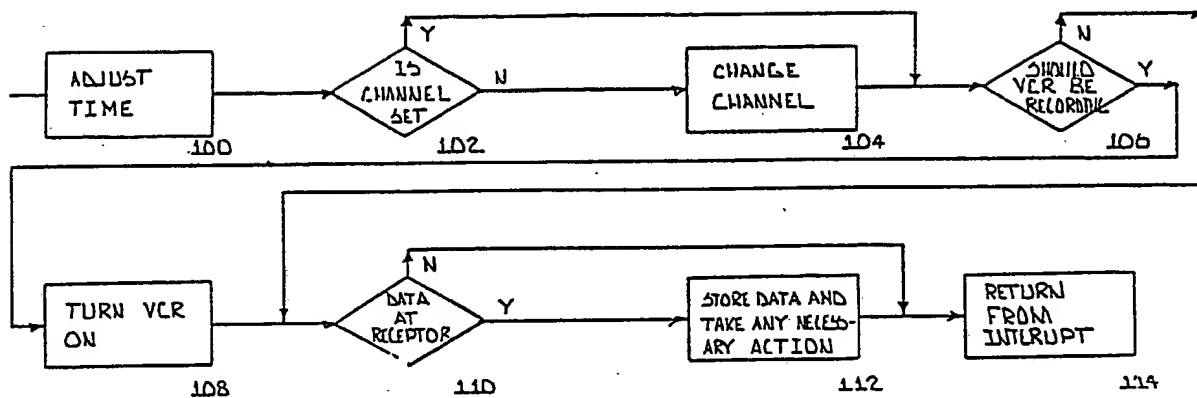 ADJUST
TIME
100
Y
IS
CHANNEL
SET
102
N
CHANGE
CHANNEL
104
N
SHOULD
VCR BE
RECORDING
106
Y
TURN VCR
ON
108
N
DATA
AT
RECEPTOR
110
Y
STORE DATA AND
TAKE ANY NECESS-
ARY ACTION
112
RETURN
FROM
INTERUPT
114